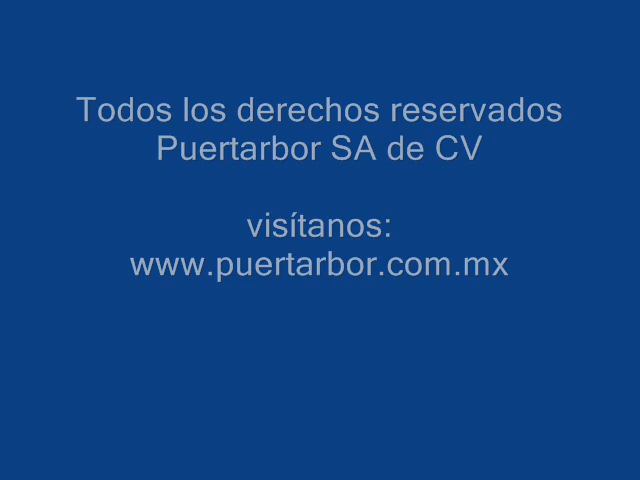 Todos los derechos reservados
Puertarbor SA de CV
visítanos:
www.puertarbor.com.mx